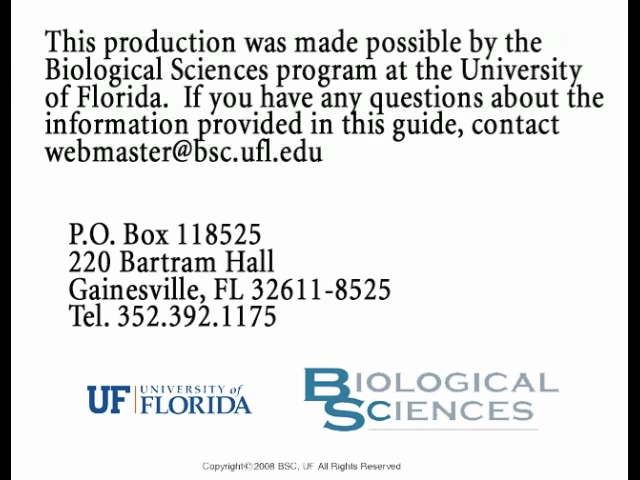 This production was made possible by the
Biological Sciences program at the University
of Florida.  If you have any questions about the
information provided in this guide, contact
webmaster@bsc.ufl.edu
P.O. Box 118525
220 Bartram Hall
Gainesville, FL 32611-8525
Tel. 352.392.1175
UF UNIVERSITY of
FLORIDA
BIOLOGICAL
SCIENCES
Copyright©2008 BSC, UF All Rights Reserved